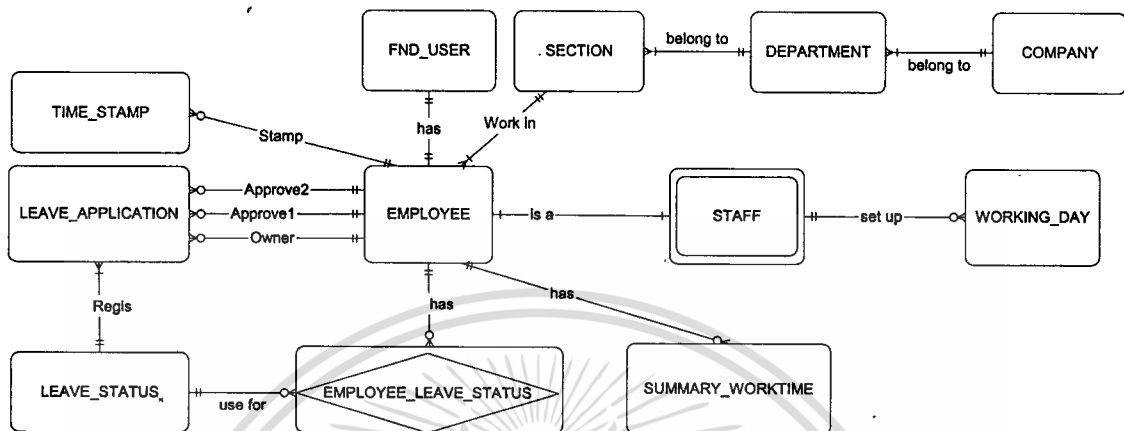 FND_USER
. SECTION
belong to
DEPARTMENT
belong to
COMPANY
TIME_STAMP
Stamp
has
Work in
LEAVE_APPLICATION
Approve2
Approve1
Owner
EMPLOYEE
is a
STAFF
set up
WORKING_DAY
Regis
has
has
LEAVE_STATUS
use for
EMPLOYEE_LEAVE_STATUS
SUMMARY_WORKTIME